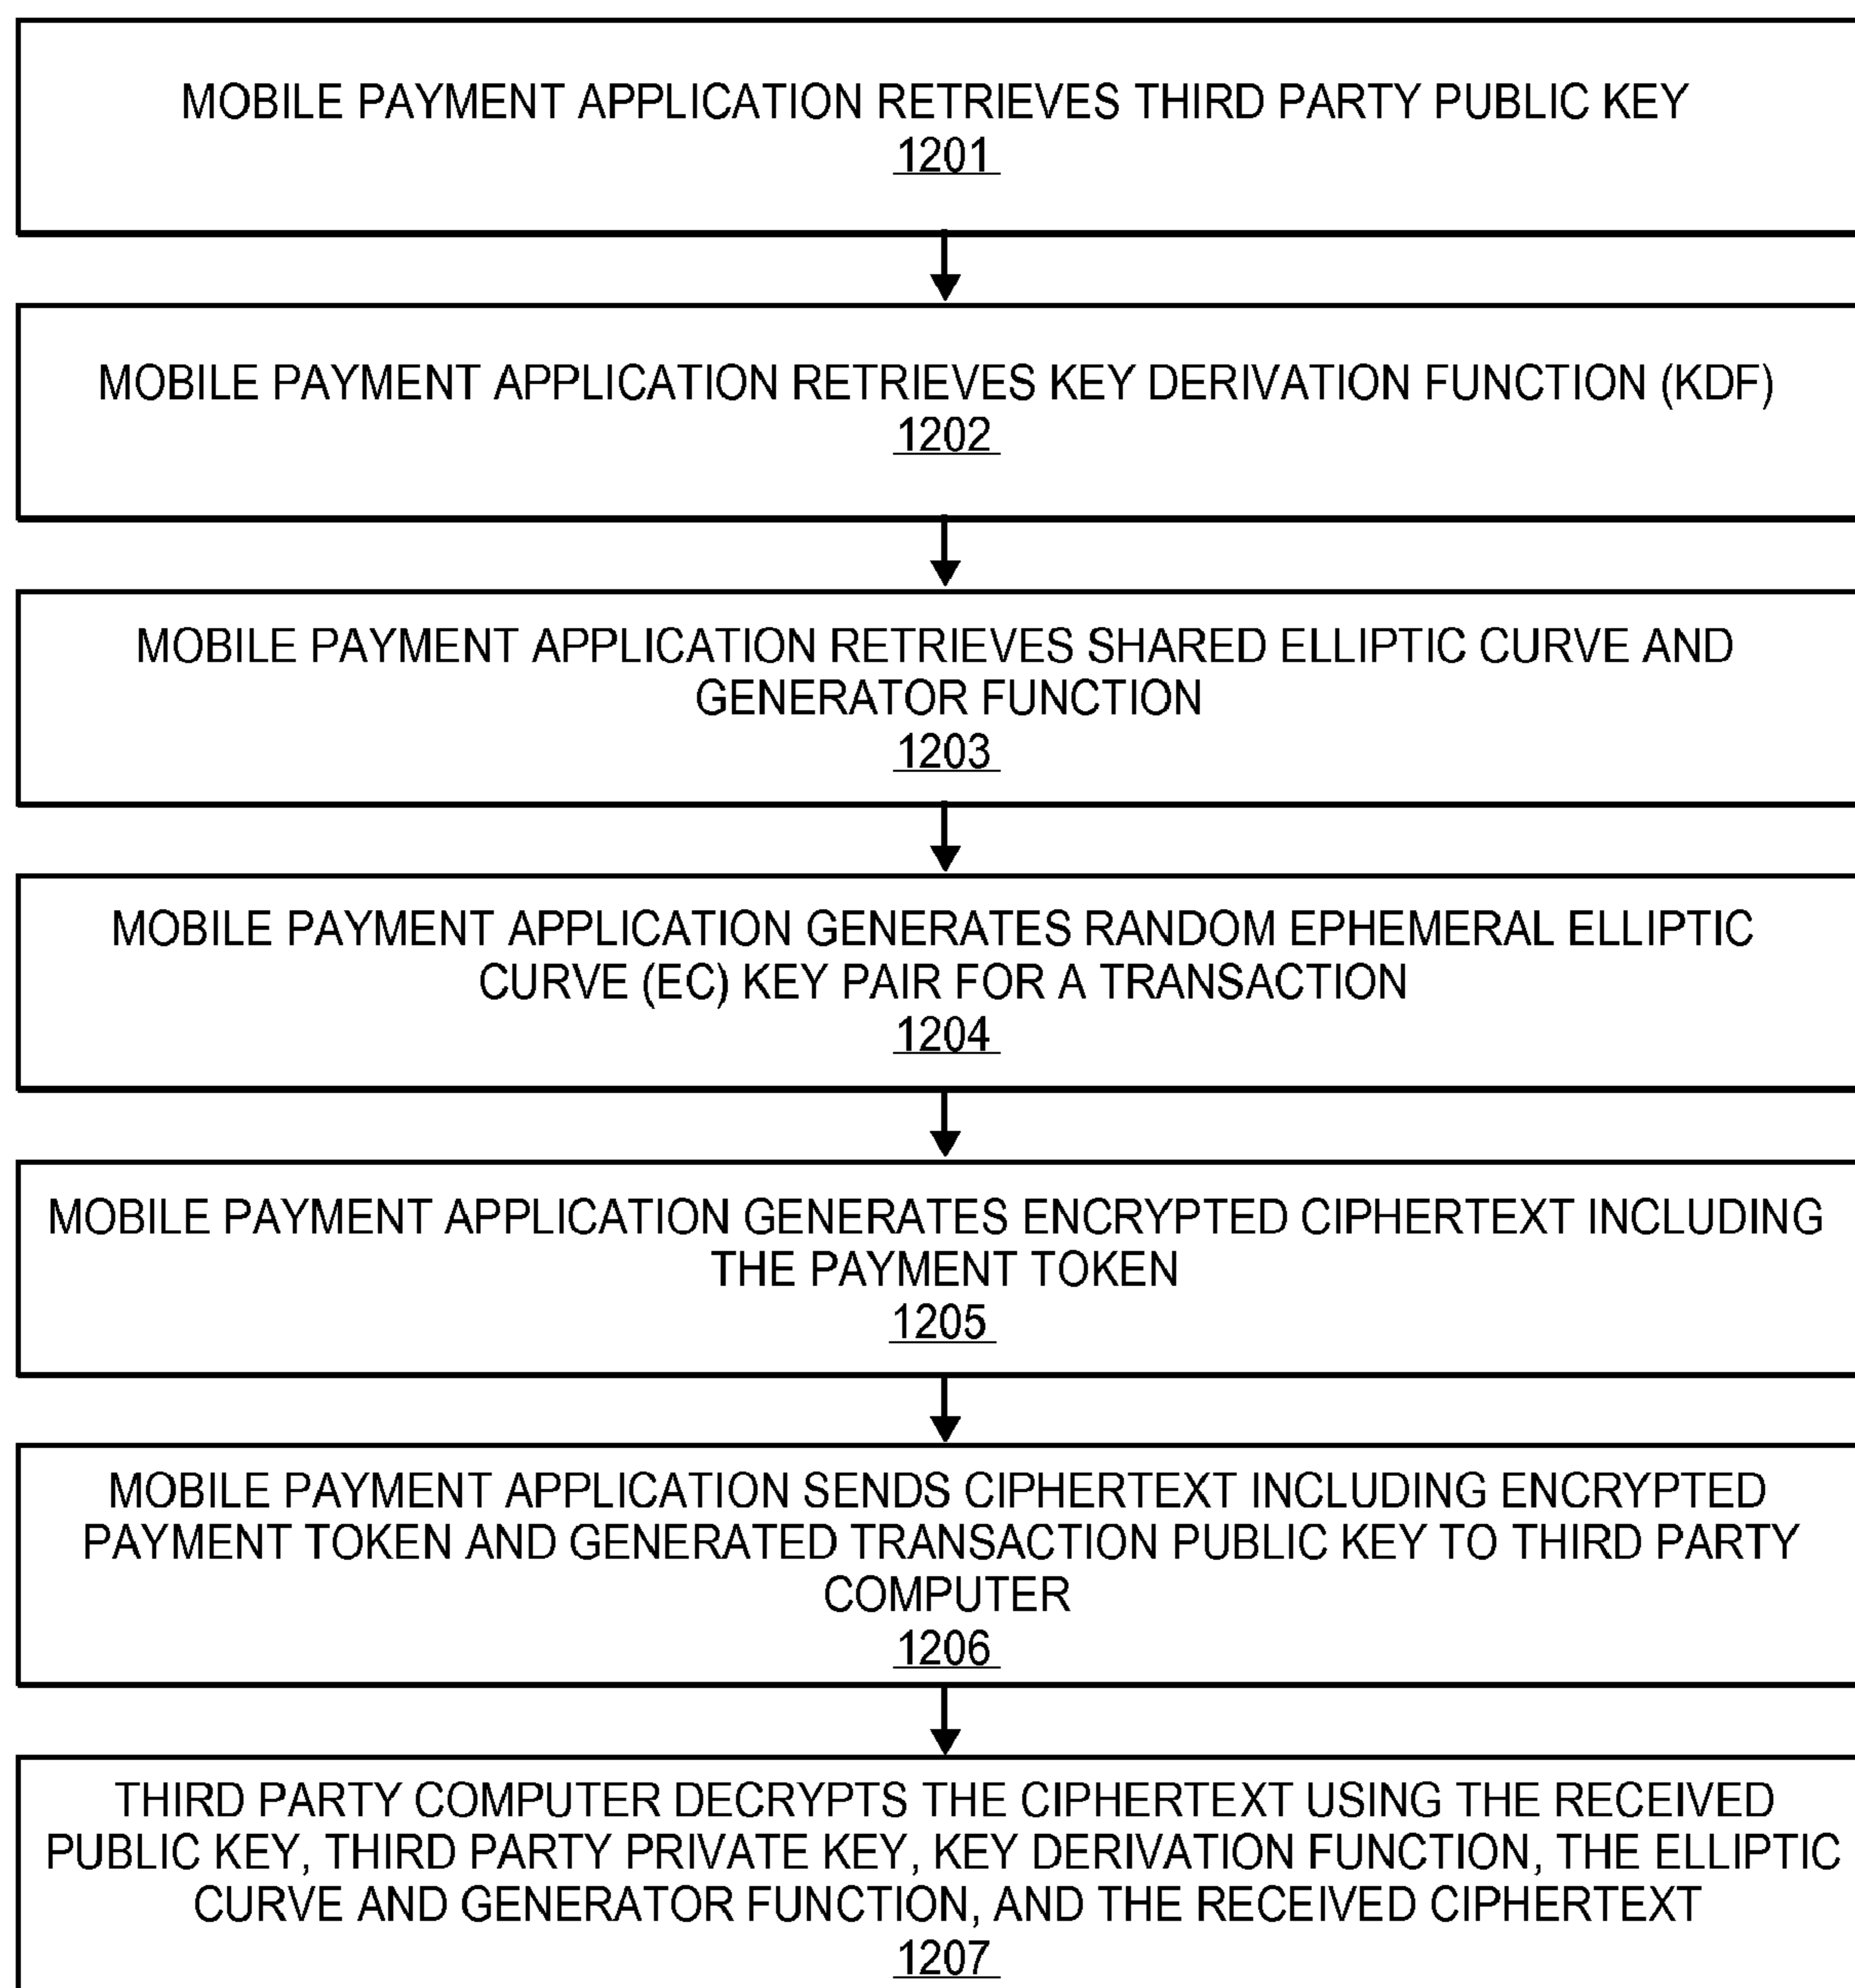 MOBILE PAYMENT APPLICATION RETRIEVES THIRD PARTY PUBLIC KEY
1201
MOBILE PAYMENT APPLICATION RETRIEVES KEY DERIVATION FUNCTION (KDF)
1202
MOBILE PAYMENT APPLICATION RETRIEVES SHARED ELLIPTIC CURVE AND
GENERATOR FUNCTION
1203
MOBILE PAYMENT APPLICATION GENERATES RANDOM EPHEMERAL ELLIPTIC
CURVE (EC) KEY PAIR FOR A TRANSACTION
1204
MOBILE PAYMENT APPLICATION GENERATES ENCRYPTED CIPHERTEXT INCLUDING
THE PAYMENT TOKEN
1205
MOBILE PAYMENT APPLICATION SENDS CIPHERTEXT INCLUDING ENCRYPTED
PAYMENT TOKEN AND GENERATED TRANSACTION PUBLIC KEY TO THIRD PARTY
COMPUTER
1206
THIRD PARTY COMPUTER DECRYPTS THE CIPHERTEXT USING THE RECEIVED
PUBLIC KEY, THIRD PARTY PRIVATE KEY, KEY DERIVATION FUNCTION, THE ELLIPTIC
CURVE AND GENERATOR FUNCTION, AND THE RECEIVED CIPHERTEXT
1207